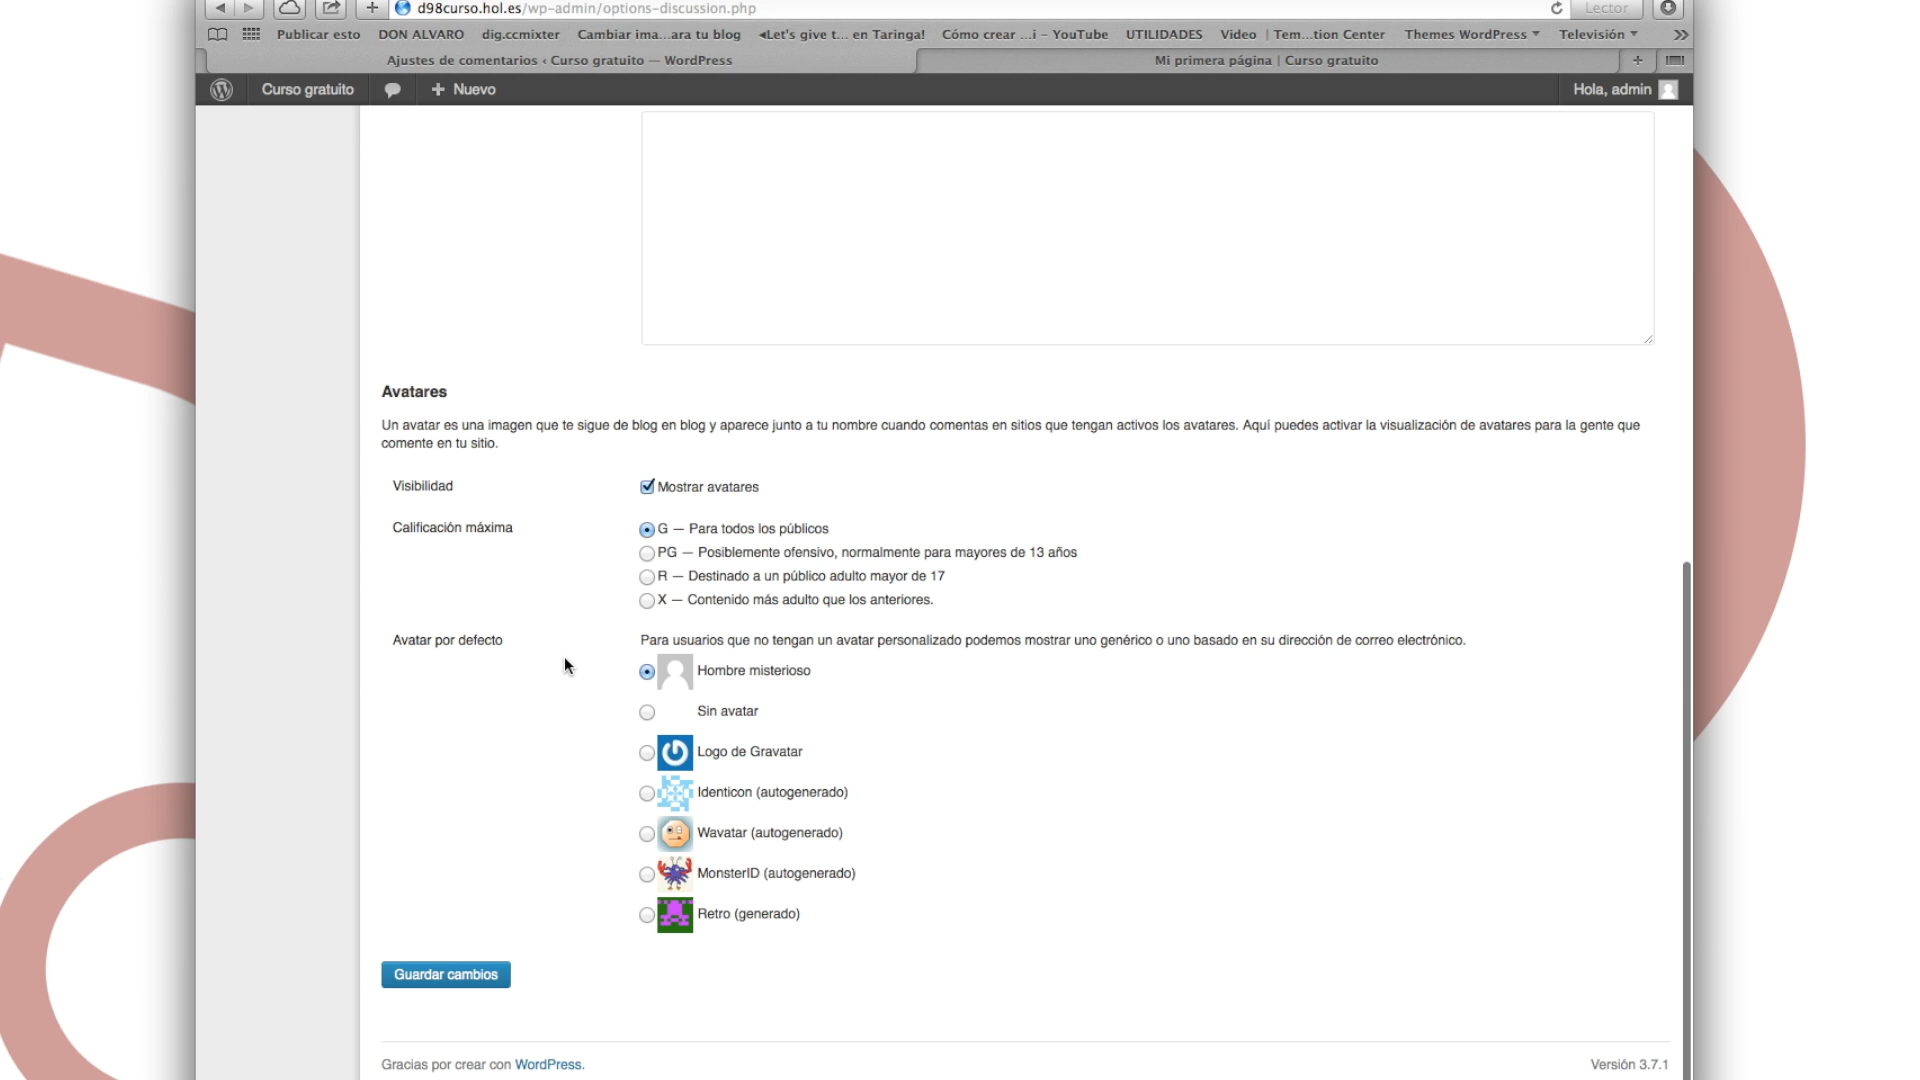 d98curso.hol.es/wp-admin/options-discussion.php
Lector
Publicar esto DON ALVARO dig.ccmixter Cambiar ima...ara tu blog ◂Let's give t... en Taringa! Cómo crear ...i – YouTube UTILIDADES Video | Tem...tion Center Themes WordPress ▾ Televisión ▾ »
Ajustes de comentarios ‹ Curso gratuito — WordPress
Mi primera página | Curso gratuito
Curso gratuito + Nuevo
Hola, admin
Avatares
Un avatar es una imagen que te sigue de blog en blog y aparece junto a tu nombre cuando comentas en sitios que tengan activos los avatares. Aquí puedes activar la visualización de avatares para la gente que
comente en tu sitio.
Visibilidad
Mostrar avatares
Calificación máxima
G — Para todos los públicos
PG — Posiblemente ofensivo, normalmente para mayores de 13 años
R — Destinado a un público adulto mayor de 17
X — Contenido más adulto que los anteriores.
Avatar por defecto
Para usuarios que no tengan un avatar personalizado podemos mostrar uno genérico o uno basado en su dirección de correo electrónico.
Hombre misterioso
Sin avatar
Logo de Gravatar
Identicon (autogenerado)
Wavatar (autogenerado)
MonsterID (autogenerado)
Retro (generado)
Guardar cambios
Gracias por crear con WordPress.
Versión 3.7.1